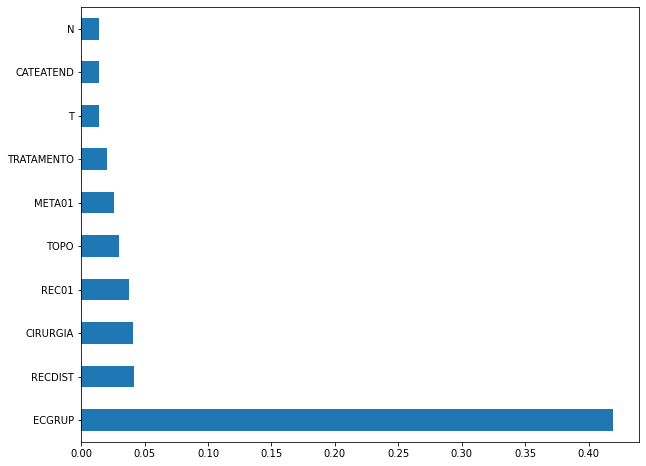 N
CATEATEND
T
TRATAMENTO
META01
TOPO
REC01
CIRURGIA
RECDIST
ECGRUP
0.00 0.05 0.10 0.15 0.20 0.25 0.30 0.35 0.40